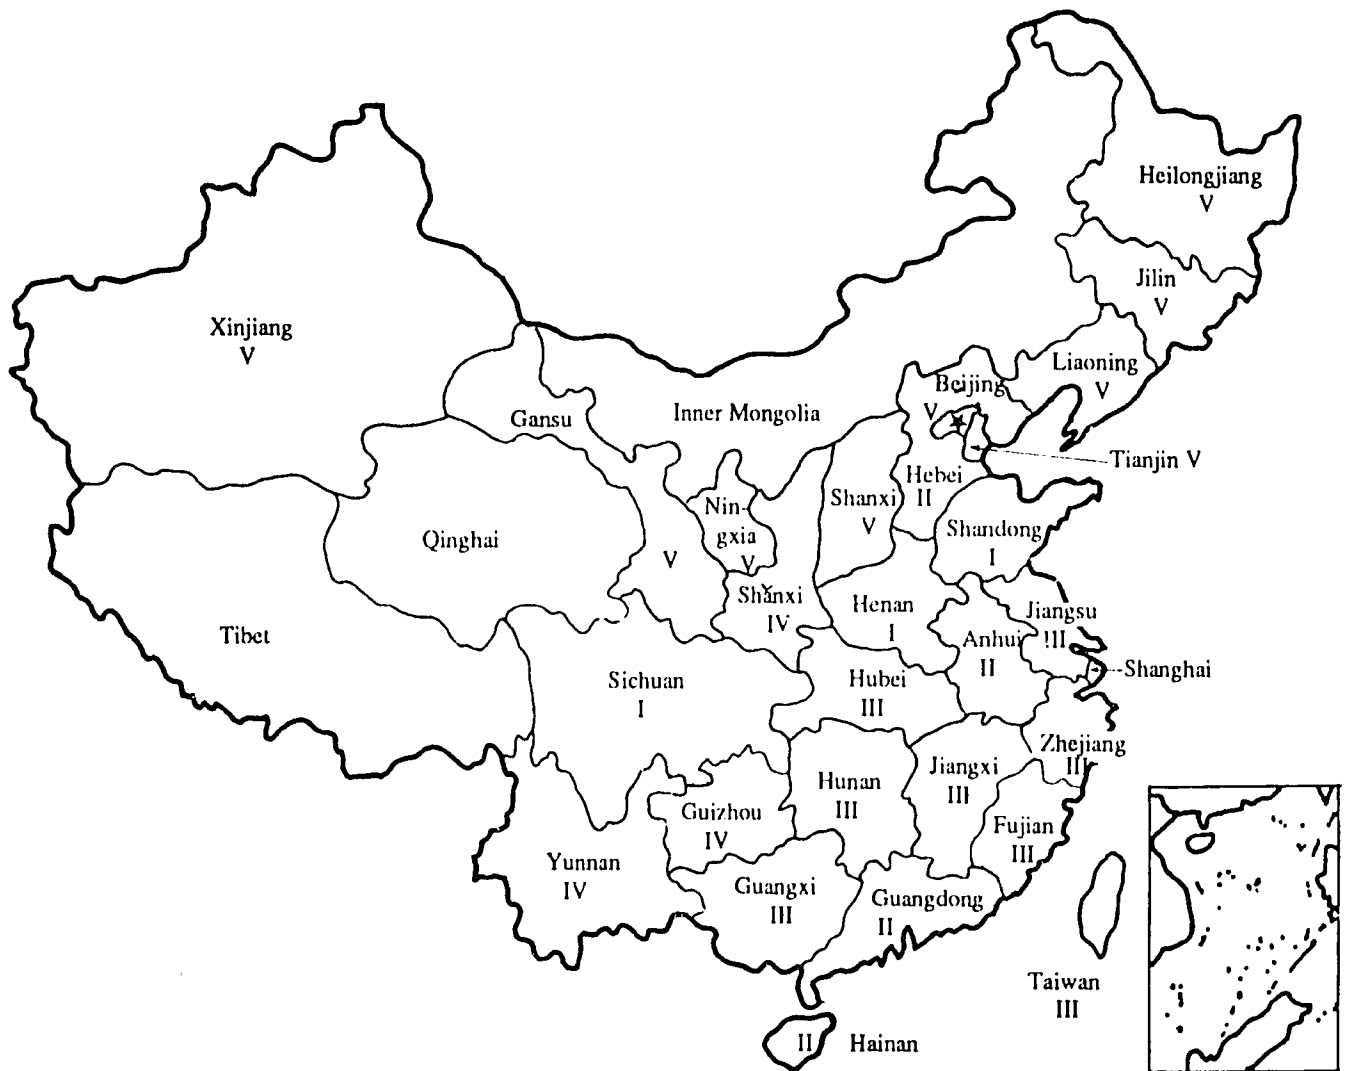 Heilongjiang
V
Jilin
V
Xinjiang
V
Liaoning
V
Beijing
V
Gansu
V
Inner Mongolia
Tianjin V
Hebei
II
Shanxi
V
Nin-
gxia
V
Shandong
I
Qinghai
Shanxi
IV
Henan
I
Jiangsu
III
Tibet
Anhui
II
Shanghai
Sichuan
I
Hubei
III
Zhejiang
III
Hunan
III
Jiangxi
III
Guizhou
IV
Fujian
III
Yunnan
IV
Guangxi
III
Guangdong
II
Taiwan
III
II Hainan